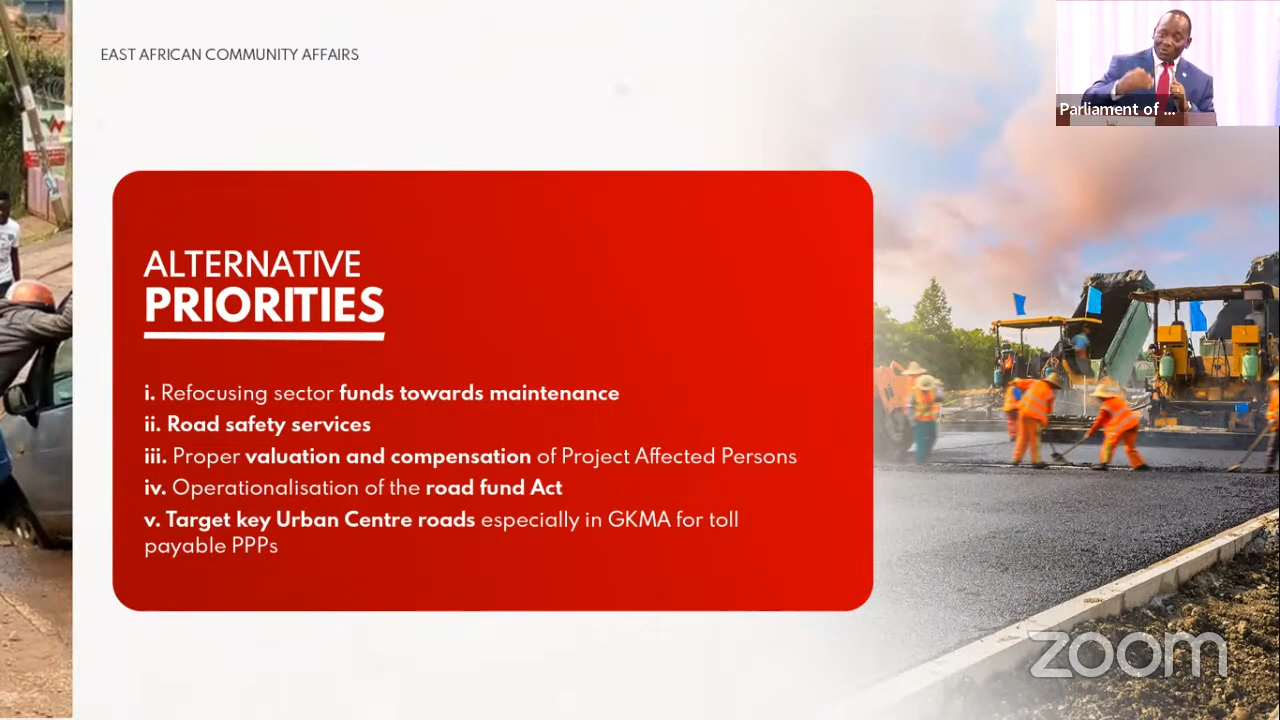 EAST AFRICAN COMMUNITY AFFAIRS
Parliament of ...
ALTERNATIVE
PRIORITIES
i. Refocusing sector funds towards maintenance
ii. Road safety services
iii. Proper valuation and compensation of Project Affected Persons
iv. Operationalisation of the road fund Act
v. Target key Urban Centre roads especially in GKMA for toll
payable PPPs
zoom